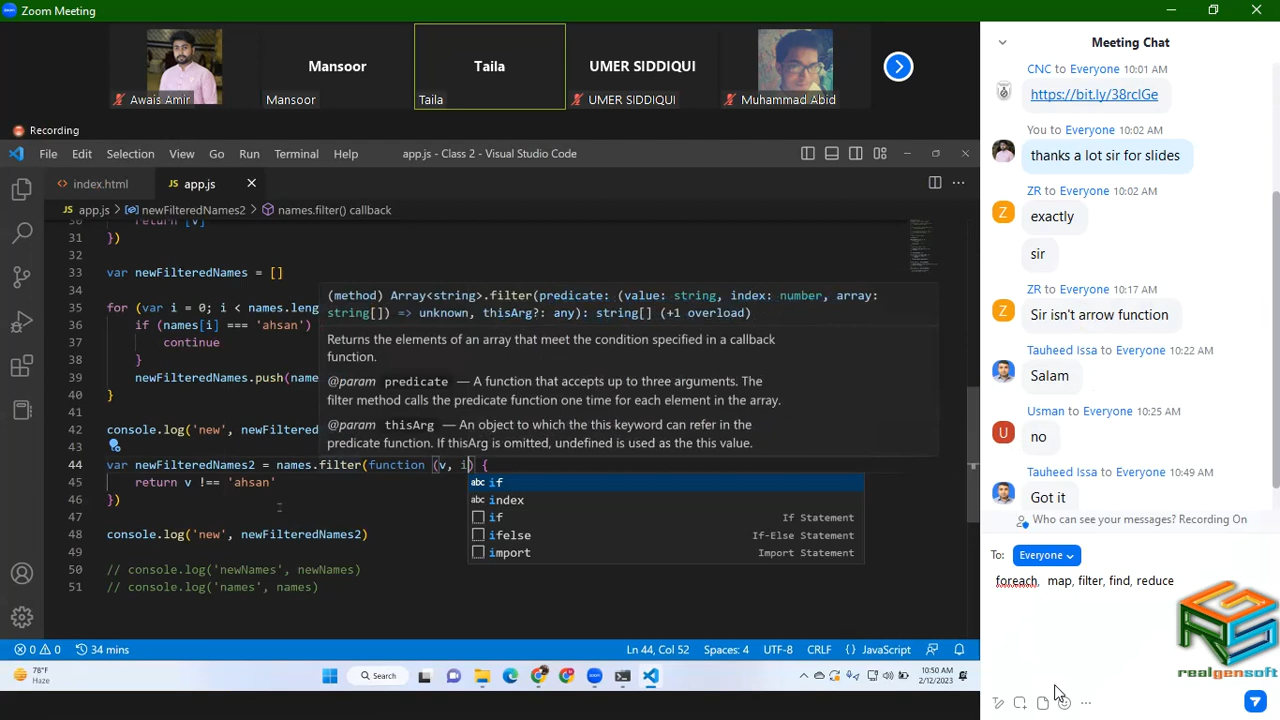 Zoom Meeting
Awais Amir
Mansoor
Mansoor
Taila
Taila
UMER SIDDIQUI
UMER SIDDIQUI
Muhammad Abid
Recording
File Edit Selection View Go Run Terminal Help
app.js - Class 2 - Visual Studio Code
index.html
app.js
app.js > newFilteredNames2 > names.filter() callback
30 return [v]
31 })
32
33 var newFilteredNames = []
34
35 for (var i = 0; i < names.leng
36 if (names[i] === 'ahsan'
37 continue
38 }
39 newFilteredNames.push(name
40 }
41
42 console.log('new', newFiltered
43
44 var newFilteredNames2 = names.filter(function (v, i) {
45 return v !== 'ahsan'
46 })
47
48 console.log('new', newFilteredNames2)
49
50 // console.log('newNames', newNames)
51 // console.log('names', names)
(method) Array<string>.filter(predicate: (value: string, index: number, array:
string[]) => unknown, thisArg?: any): string[] (+1 overload)
Returns the elements of an array that meet the condition specified in a callback
function.
@param predicate — A function that accepts up to three arguments. The
filter method calls the predicate function one time for each element in the array.
@param thisArg — An object to which the this keyword can refer in the
predicate function. If thisArg is omitted, undefined is used as the this value.
abc if
abc index
if If Statement
ifelse If-Else Statement
import Import Statement
0 0 34 mins
Ln 44, Col 52 Spaces: 4 UTF-8 CRLF {} JavaScript
78°F
Haze
Search
10:50 AM
2/12/2023
Meeting Chat
CNC to Everyone 10:01 AM
https://bit.ly/38rclGe
You to Everyone 10:02 AM
thanks a lot sir for slides
ZR to Everyone 10:02 AM
Z
exactly
sir
ZR to Everyone 10:17 AM
Z
Sir isn't arrow function
Tauheed Issa to Everyone 10:22 AM
Salam
Usman to Everyone 10:25 AM
U
no
Tauheed Issa to Everyone 10:49 AM
Got it
Who can see your messages? Recording On
To: Everyone
foreach, map, filter, find, reduce
realgensoft